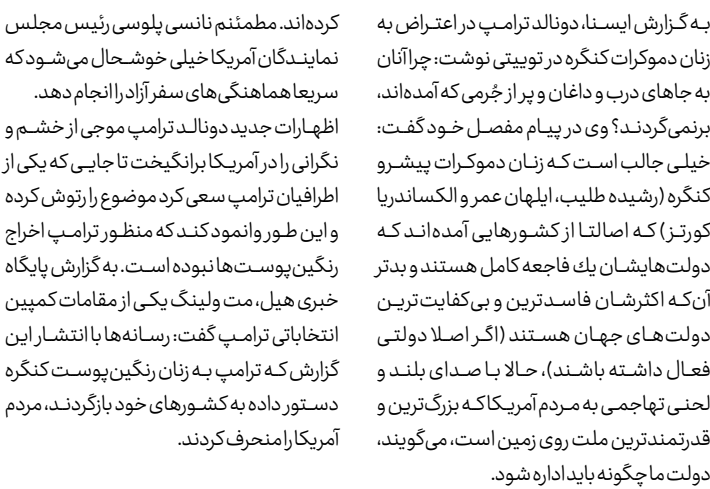 به گزارش ایسنا، دونالد ترامپ در اعتراض به
زنان دموکرات کنگره در توییتی نوشت: چرا آنان
به جاهای درب و داغان و پر از جُرمی که آمده‌اند،
برنمی‌گردند؟ وی در پیام مفصل خود گفت:
خیلی جالب است که زنان دموکرات پیشرو
کنگره (رشیده طلیب، ایلهان عمر و الکساندریا
کورتز) که اصالتا از کشورهایی آمده‌اند که
دولت‌هایشان یك فاجعه کامل هستند و بدتر
آن‌که اکثرشان فاسدترین و بی‌کفایت‌ترین
دولت‌های جهان هستند (اگر اصلا دولتی
فعال داشته باشند)، حالا با صدای بلند و
لحنی تهاجمی به مردم آمریکا که بزرگ‌ترین و
قدرتمندترین ملت روی زمین است، می‌گویند،
دولت ما چگونه باید اداره شود.
کرده‌اند. مطمئنم نانسی پلوسی رئیس مجلس
نمایندگان آمریکا خیلی خوشحال می‌شود که
سریعا هماهنگی‌های سفر آزاد را انجام دهد.
اظهارات جدید دونالد ترامپ موجی از خشم و
نگرانی را در آمریکا برانگیخت تا جایی که یکی از
اطرافیان ترامپ سعی کرد موضوع را رتوش کرده
و این طور وانمود کند که منظور ترامپ اخراج
رنگین‌پوست‌ها نبوده است. به گزارش پایگاه
خبری هیل، مت ولینگ یکی از مقامات کمپین
انتخاباتی ترامپ گفت: رسانه‌ها با انتشار این
گزارش که ترامپ به زنان رنگین‌پوست کنگره
دستور داده به کشورهای خود بازگردند، مردم
آمریکا را منحرف کردند.